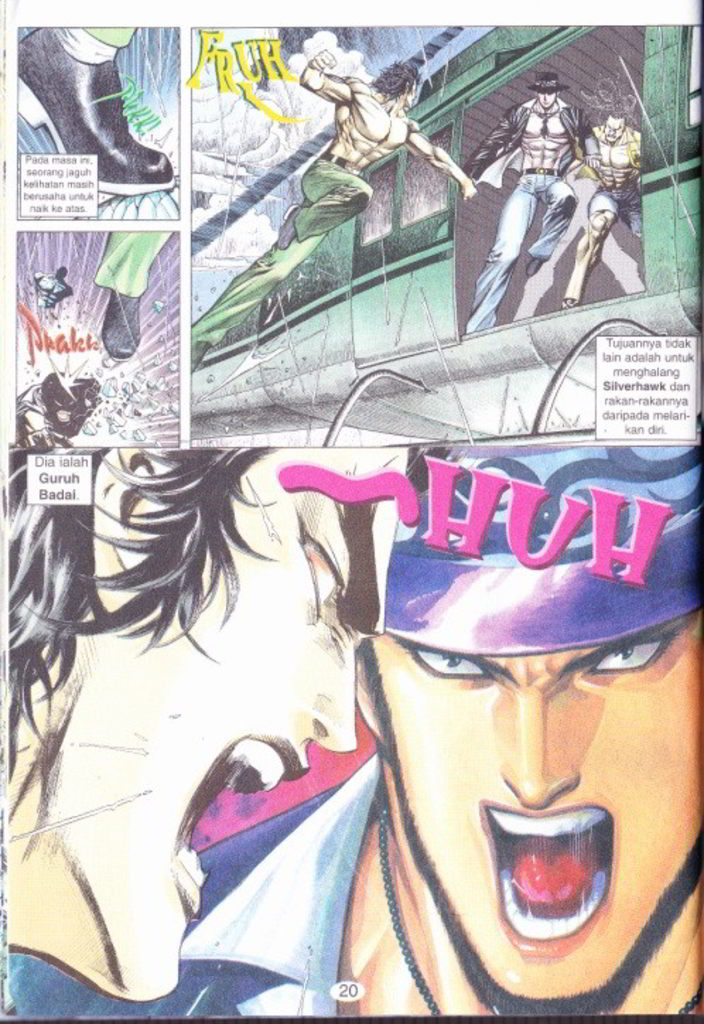 Pada masa ini,
seorang jaguh
kelihatan masih
berusaha untuk
naik ke atas.
FRUH
Tujuannya tidak
lain adalah untuk
menghalang
Silverhawk dan
rakan-rakannya
daripada melari-
kan diri.
Dia ialah
Guruh
Badai.
HUH
20